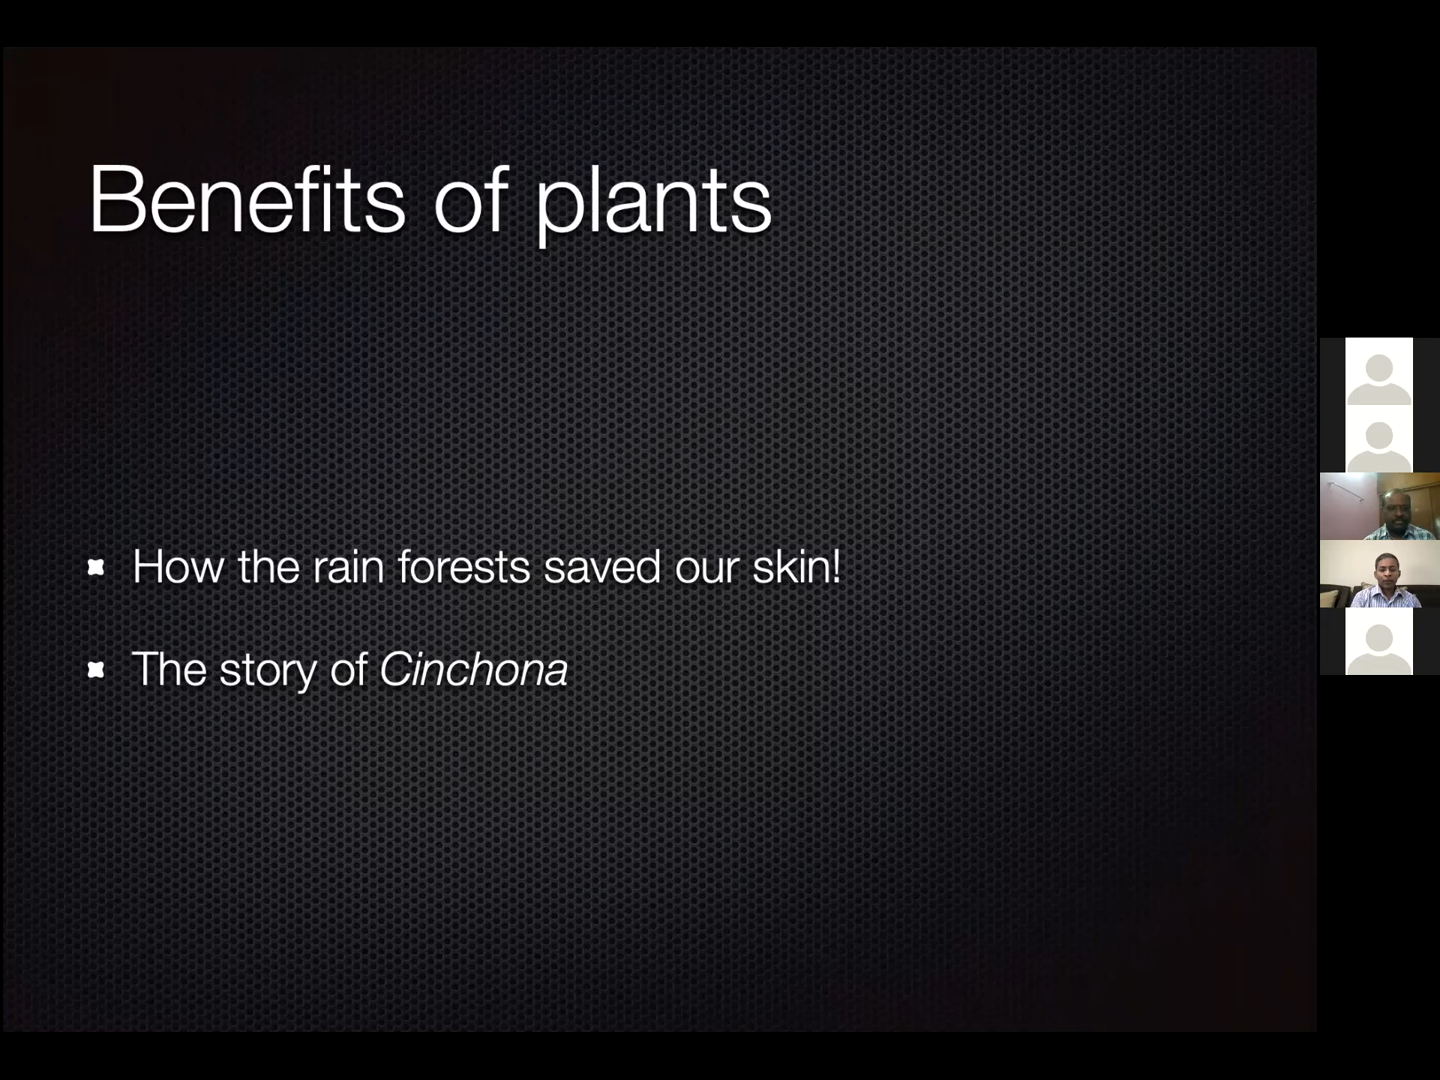 Benefits of plants
How the rain forests saved our skin!
The story of Cinchona